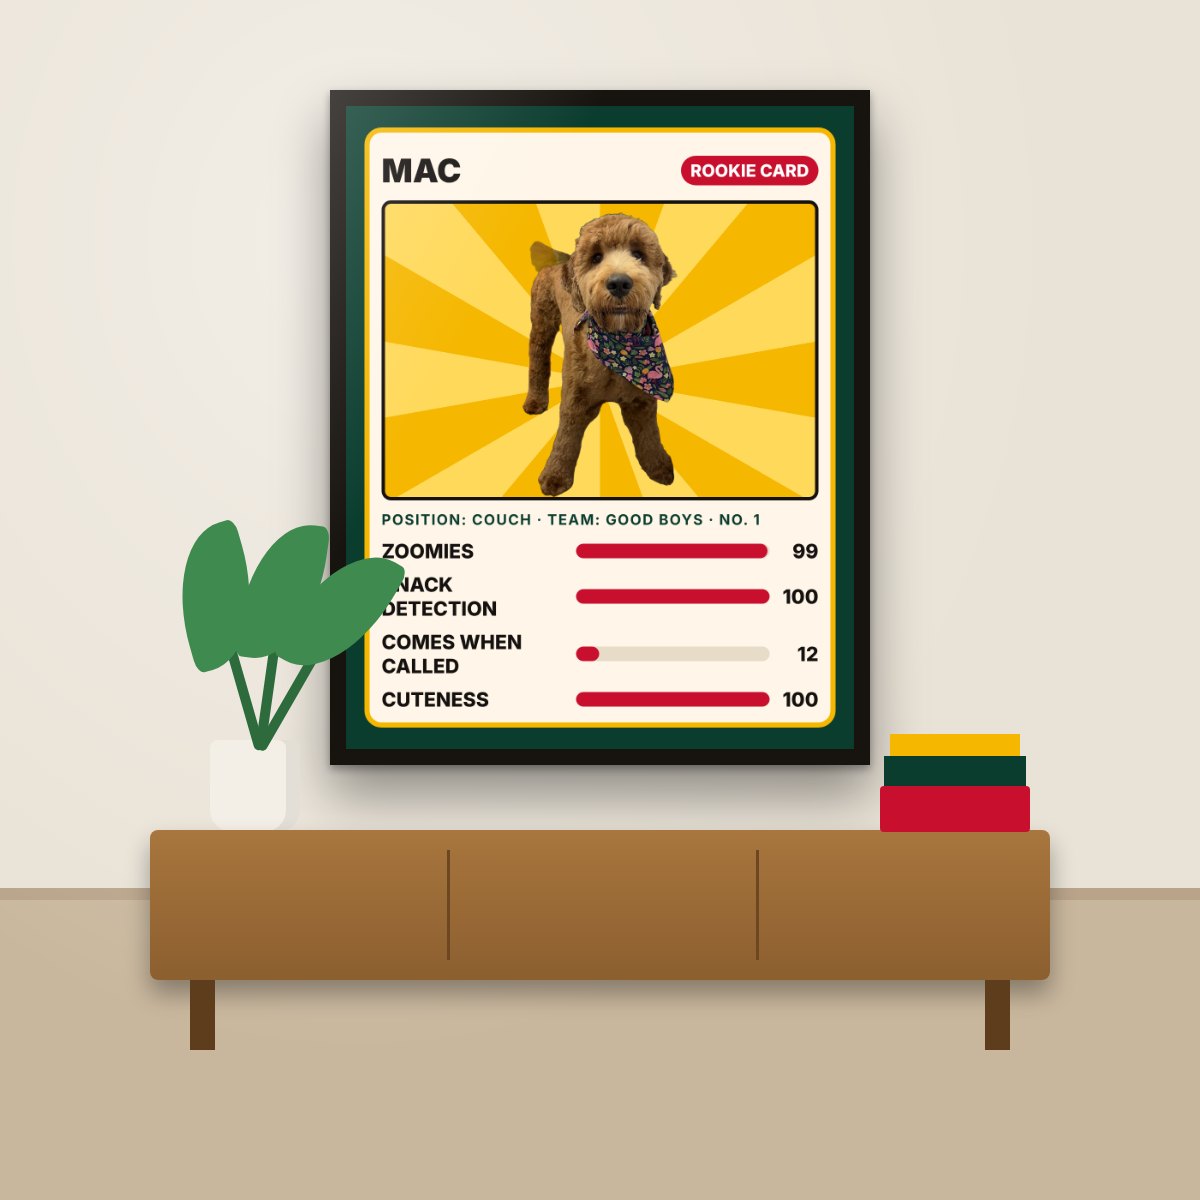 MAC
ROOKIE CARD
POSITION: COUCH · TEAM: GOOD BOYS · NO. 1
ZOOMIES 99
SNACK
DETECTION 100
COMES WHEN
CALLED 12
CUTENESS 100